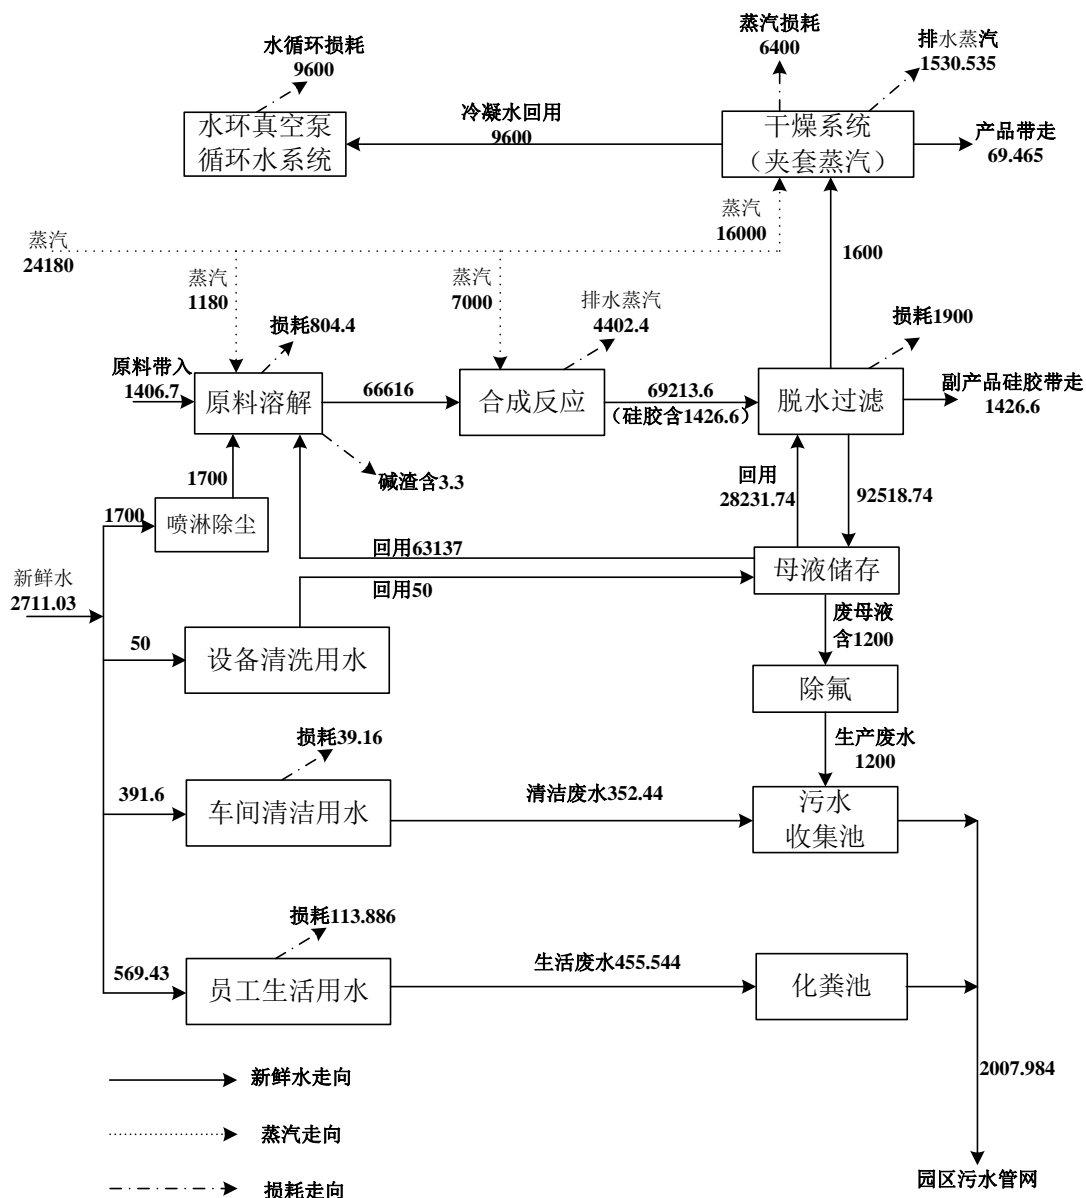 蒸汽损耗
6400
排水蒸汽
1530.535
水循环损耗
9600
水环真空泵
循环水系统
冷凝水回用
9600
干燥系统
（夹套蒸汽）
产品带走
69.465
蒸汽
24180
蒸汽
16000
1600
蒸汽
1180
蒸汽
7000
排水蒸汽
4402.4
损耗804.4
损耗1900
原料带入
1406.7
原料溶解
66616
合成反应
69213.6
（硅胶含1426.6）
脱水过滤
副产品硅胶带走
1426.6
碱渣含3.3
1700
回用
28231.74
92518.74
1700
喷淋除尘
回用63137
母液储存
新鲜水
2711.03
回用50
废母液
含1200
50
设备清洗用水
除氟
损耗39.16
生产废水
1200
391.6
车间清洁用水
清洁废水352.44
污水
收集池
损耗113.886
569.43
员工生活用水
生活废水455.544
化粪池
2007.984
新鲜水走向
蒸汽走向
损耗走向
园区污水管网